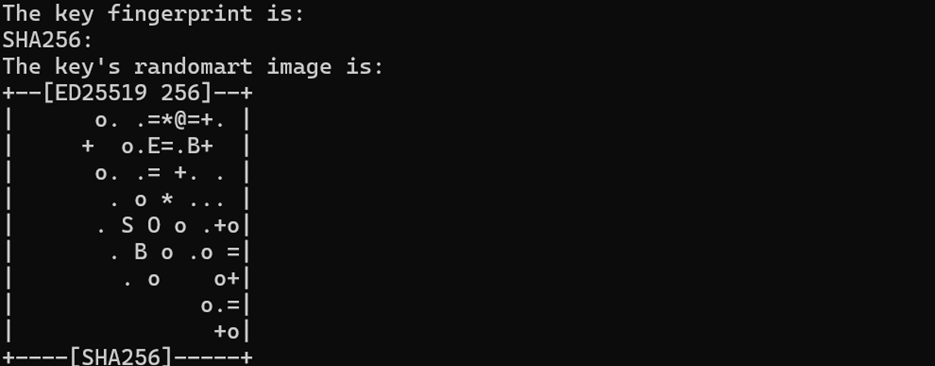 The key fingerprint is:
SHA256:
The key's randomart image is:
+--[ED25519 256]--+
|      o. .=*@=+. |
|     +  o.E=.B+  |
|      o. .= +. . |
|       . o * ... |
|      . S O o .+o|
|       . B o .o =|
|        . o    o+|
|              o.=|
|               +o|
+----[SHA256]-----+